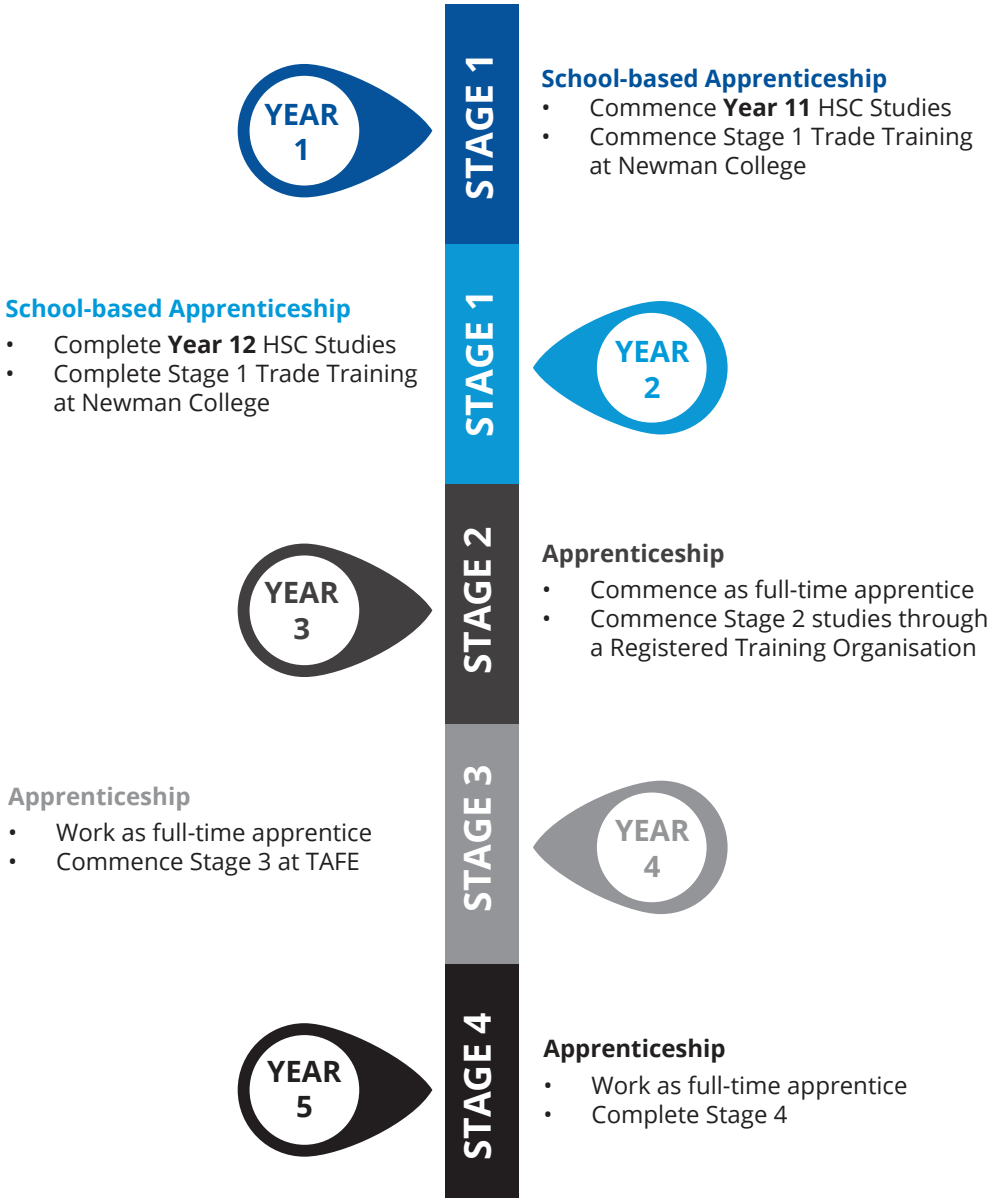 YEAR
1
STAGE 1
School-based Apprenticeship
• Commence Year 11 HSC Studies
• Commence Stage 1 Trade Training
at Newman College
School-based Apprenticeship
• Complete Year 12 HSC Studies
• Complete Stage 1 Trade Training
at Newman College
STAGE 1
YEAR
2
YEAR
3
STAGE 2
Apprenticeship
• Commence as full-time apprentice
• Commence Stage 2 studies through
a Registered Training Organisation
Apprenticeship
• Work as full-time apprentice
• Commence Stage 3 at TAFE
STAGE 3
YEAR
4
YEAR
5
STAGE 4
Apprenticeship
• Work as full-time apprentice
• Complete Stage 4